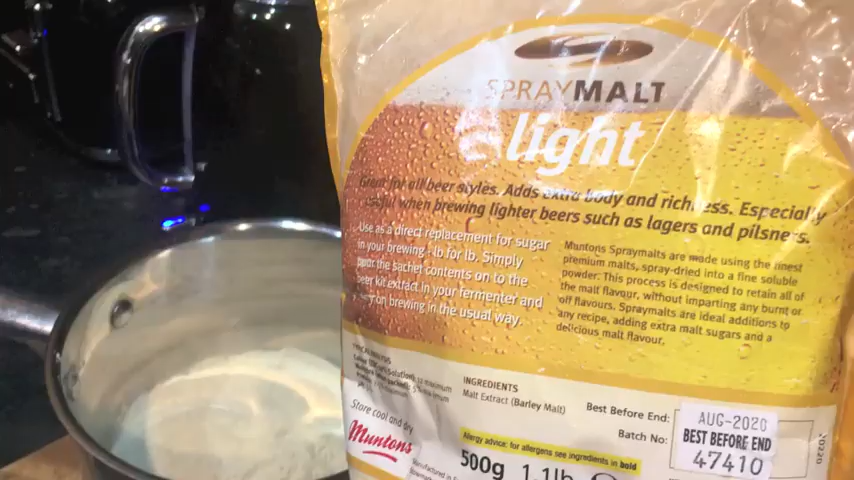 SPRAYMALT
light
Great for all beer styles. Adds extra body and richness. Especially
useful when brewing lighter beers such as lagers and pilsners.
Use as a direct replacement for sugar
in your brewing - lb for lb. Simply
pour the sachet contents on to the
beer kit extract in your fermenter and
carry on brewing in the usual way.
Muntons Spraymalts are made using the finest
premium malts, spray-dried into a fine soluble
powder. This process is designed to retain all of
the malt flavour, without imparting any burnt or
off flavours. Spraymalts are ideal additions to
any recipe, adding extra malt sugars and a
delicious malt flavour.
INGREDIENTS
Malt Extract (Barley Malt)
Store cool and dry
Muntons
Allergy advice: for allergens see ingredients in bold
500g 1.1lb
Best Before End:
Batch No:
AUG-2020
BEST BEFORE END
47410